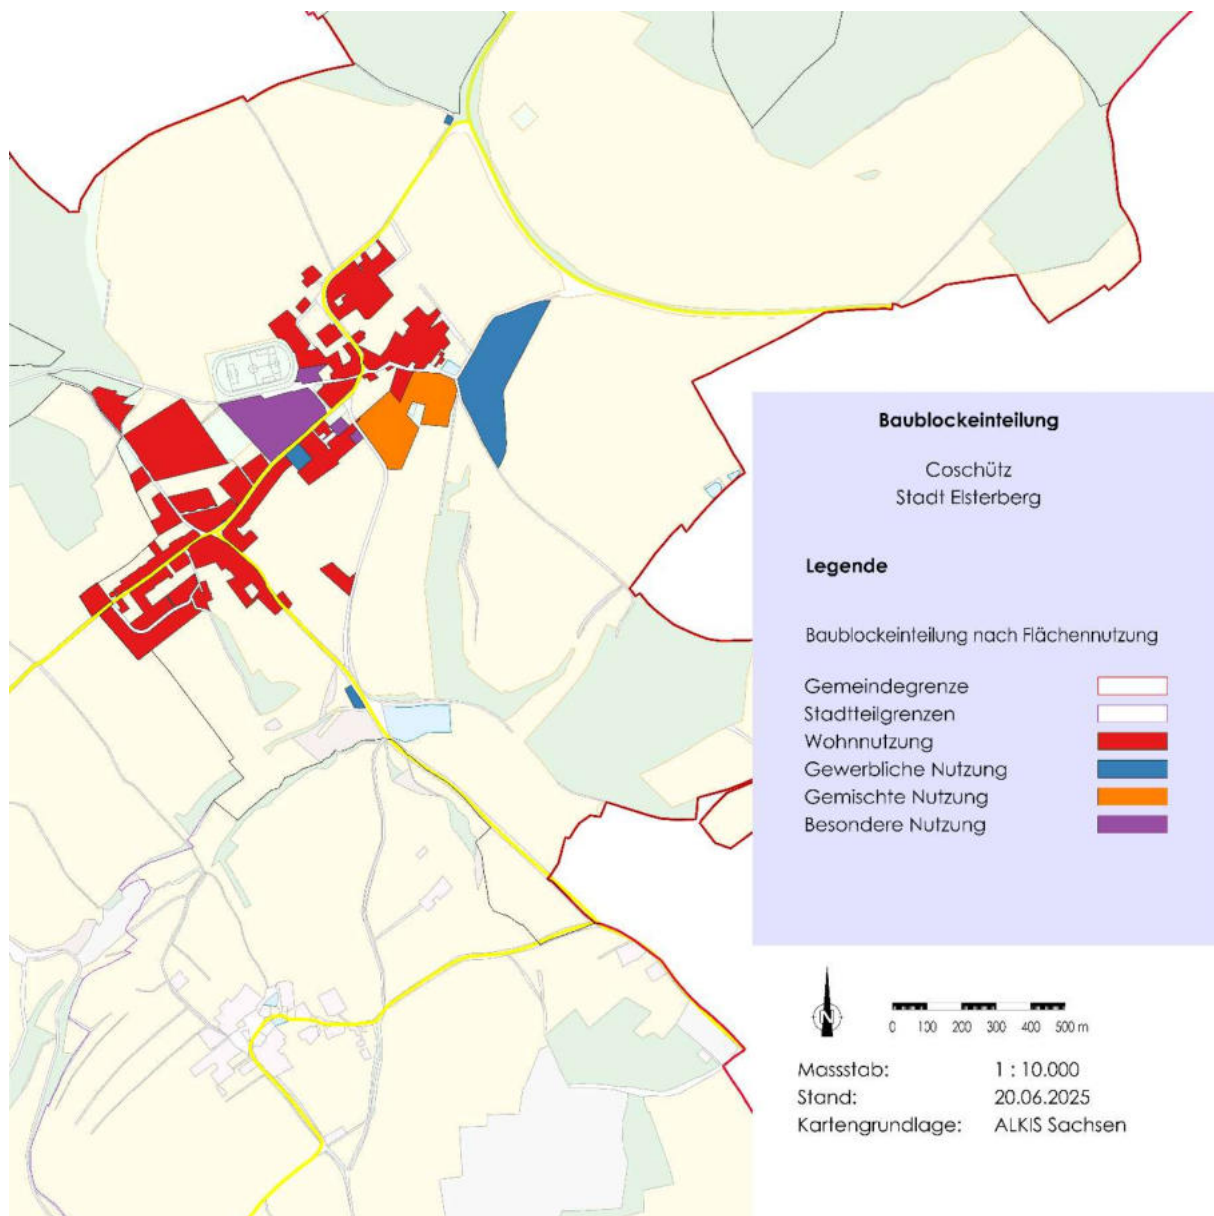 Baublockeinteilung
Coschütz
Stadt Elsterberg
Legende
Baublockeinteilung nach Flächennutzung
Gemeindegrenze
Stadtteilgrenzen
Wohnnutzung
Gewerbliche Nutzung
Gemischte Nutzung
Besondere Nutzung
N
0 100 200 300 400 500 m
Massstab: 1 : 10.000
Stand: 20.06.2025
Kartengrundlage: ALKIS Sachsen